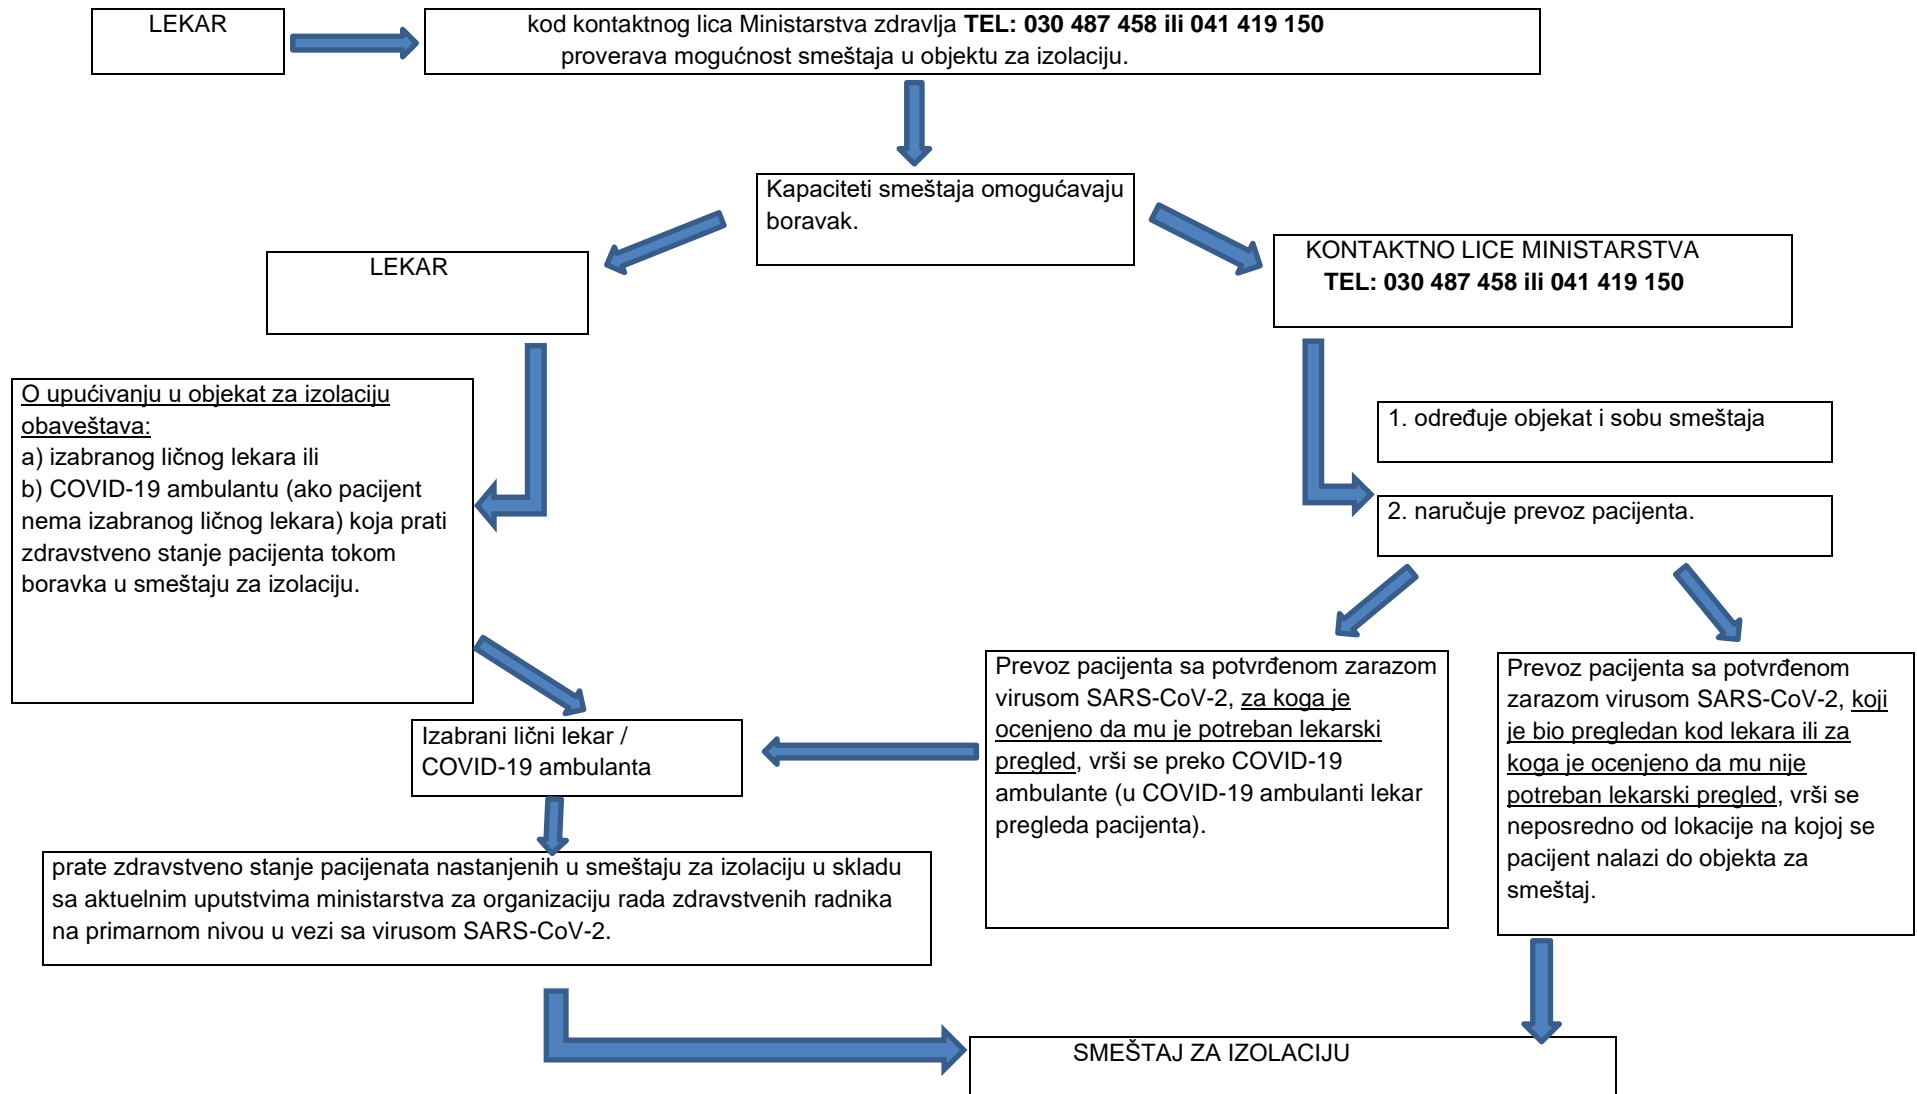 LEKAR
kod kontaktnog lica Ministarstva zdravlja TEL: 030 487 458 ili 041 419 150
proverava mogućnost smeštaja u objektu za izolaciju.
Kapaciteti smeštaja omogućavaju
boravak.
LEKAR
KONTAKTNO LICE MINISTARSTVA
TEL: 030 487 458 ili 041 419 150
O upućivanju u objekat za izolaciju
obaveštava:
a) izabranog ličnog lekara ili
b) COVID-19 ambulantu (ako pacijent
nema izabranog ličnog lekara) koja prati
zdravstveno stanje pacijenta tokom
boravka u smeštaju za izolaciju.
1. određuje objekat i sobu smeštaja
2. naručuje prevoz pacijenta.
Prevoz pacijenta sa potvrđenom zarazom
virusom SARS-CoV-2, za koga je
ocenjeno da mu je potreban lekarski
pregled, vrši se preko COVID-19
ambulante (u COVID-19 ambulanti lekar
pregleda pacijenta).
Prevoz pacijenta sa potvrđenom
zarazom virusom SARS-CoV-2, koji
je bio pregledan kod lekara ili za
koga je ocenjeno da mu nije
potreban lekarski pregled, vrši se
neposredno od lokacije na kojoj se
pacijent nalazi do objekta za
smeštaj.
Izabrani lični lekar /
COVID-19 ambulanta
prate zdravstveno stanje pacijenata nastanjenih u smeštaju za izolaciju u skladu
sa aktuelnim uputstvima ministarstva za organizaciju rada zdravstvenih radnika
na primarnom nivou u vezi sa virusom SARS-CoV-2.
SMEŠTAJ ZA IZOLACIJU